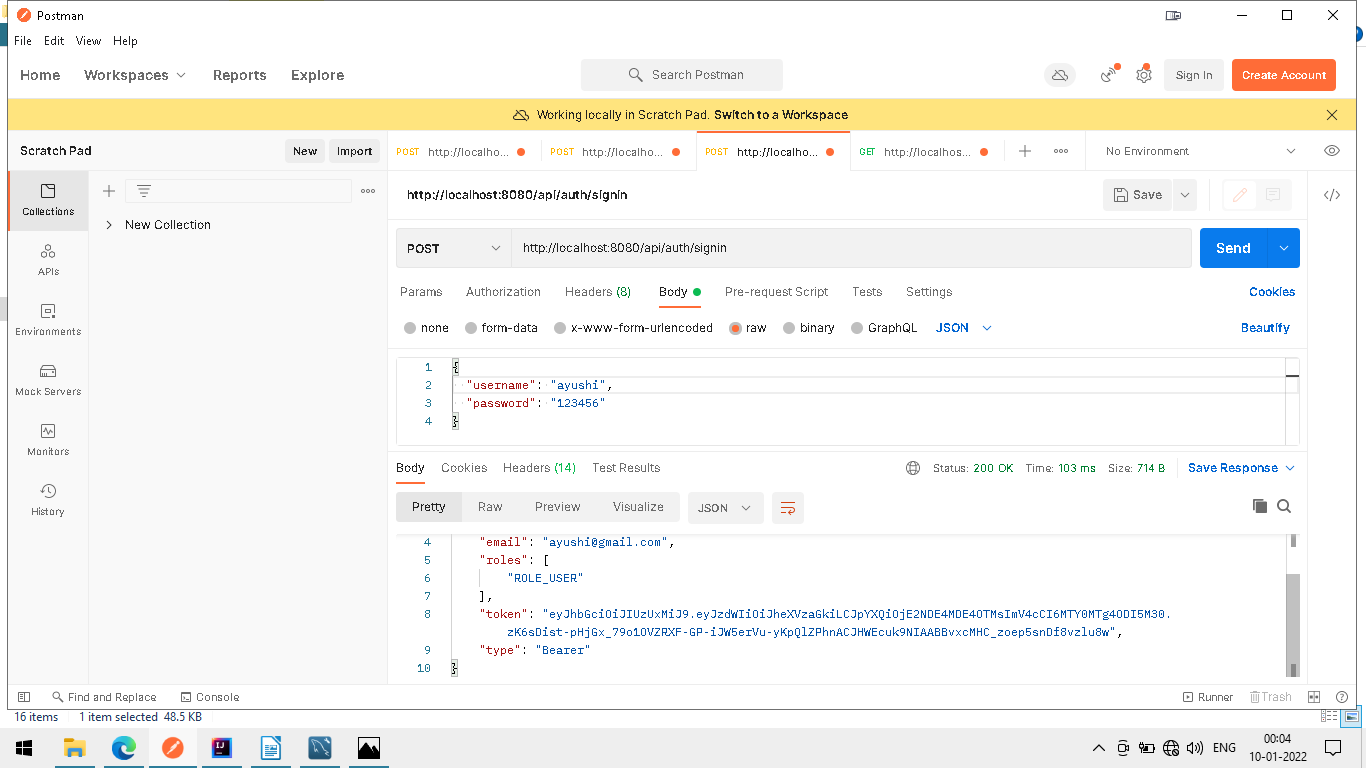 Postman
File Edit View Help
Home Workspaces Reports Explore Search Postman Sign In Create Account
Working locally in Scratch Pad. Switch to a Workspace
Scratch Pad New Import
POST http://localho... POST http://localho... POST http://localho... GET http://localhos... No Environment
Collections
APIs
Environments
Mock Servers
Monitors
History
New Collection
http://localhost:8080/api/auth/signin Save
POST http://localhost:8080/api/auth/signin Send
Params Authorization Headers (8) Body Pre-request Script Tests Settings Cookies
none form-data x-www-form-urlencoded raw binary GraphQL JSON Beautify
1 {
2 "username": "ayushi",
3 "password": "123456"
4 }
Body Cookies Headers (14) Test Results Status: 200 OK Time: 103 ms Size: 714 B Save Response
Pretty Raw Preview Visualize JSON
4 "email": "ayushi@gmail.com",
5 "roles": [
6 "ROLE_USER"
7 ],
8 "token": "eyJhbGciOiJIUzUxMiJ9.eyJzdWIiOiJheXVzaGkiLCJpYXQiOjE2NDE4MDE4OTMsImV4cCI6MTY0MTg4ODI5M30.
zK6sDist-pHjGx_79o1OVZRXF-GP-iJW5erVu-yKpQlZPhnACJHWEcuk9NIAABBvxcMHC_zoep5snDf8vzlu8w",
9 "type": "Bearer"
10 }
Find and Replace Console Runner Trash
16 items 1 item selected 48.5 KB
ENG 00:04
10-01-2022